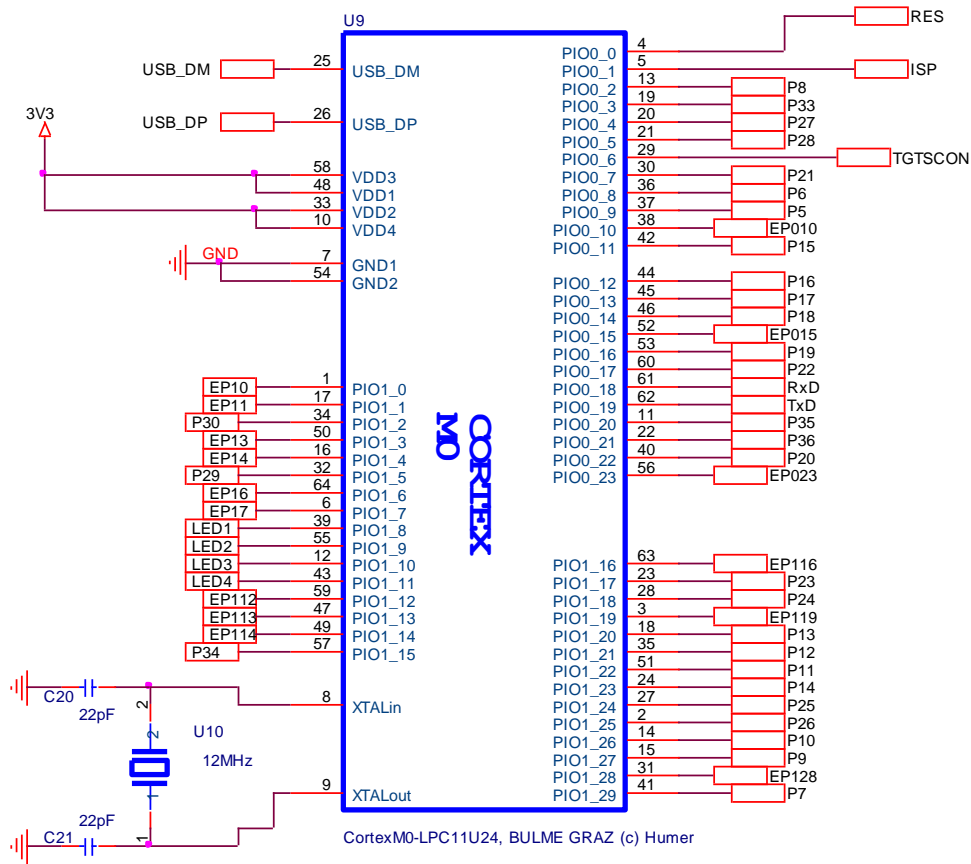 U9
RES
4 PIO0_0
5 PIO0_1 ISP
USB_DM 25 USB_DM
13 PIO0_2 P8
19 PIO0_3 P33
USB_DP 26 USB_DP
20 PIO0_4 P27
21 PIO0_5 P28
3V3
29 PIO0_6 TGTSCON
58 VDD3
30 PIO0_7 P21
48 VDD1
36 PIO0_8 P6
33 VDD2
37 PIO0_9 P5
10 VDD4
38 PIO0_10 EP010
42 PIO0_11 P15
GND 7 GND1
54 GND2
44 PIO0_12 P16
45 PIO0_13 P17
46 PIO0_14 P18
52 PIO0_15 EP015
53 PIO0_16 P19
60 PIO0_17 P22
61 PIO0_18 RxD
62 PIO0_19 TxD
11 PIO0_20 P35
22 PIO0_21 P36
40 PIO0_22 P20
56 PIO0_23 EP023
EP10 1 PIO1_0
EP11 17 PIO1_1
P30 34 PIO1_2
EP13 50 PIO1_3
EP14 16 PIO1_4
P29 32 PIO1_5
EP16 64 PIO1_6
EP17 6 PIO1_7
LED1 39 PIO1_8
LED2 55 PIO1_9
LED3 12 PIO1_10
LED4 43 PIO1_11
EP112 59 PIO1_12
EP113 47 PIO1_13
EP114 49 PIO1_14
P34 57 PIO1_15
CORTEX
M0
63 PIO1_16 EP116
23 PIO1_17 P23
28 PIO1_18 P24
3 PIO1_19 EP119
18 PIO1_20 P13
35 PIO1_21 P12
51 PIO1_22 P11
24 PIO1_23 P14
27 PIO1_24 P25
2 PIO1_25 P26
14 PIO1_26 P10
15 PIO1_27 P9
31 PIO1_28 EP128
41 PIO1_29 P7
C20
22pF
8 XTALin
2
2
U10
12MHz
1
1
9 XTALout
22pF
C21
CortexM0-LPC11U24, BULME GRAZ (c) Humer